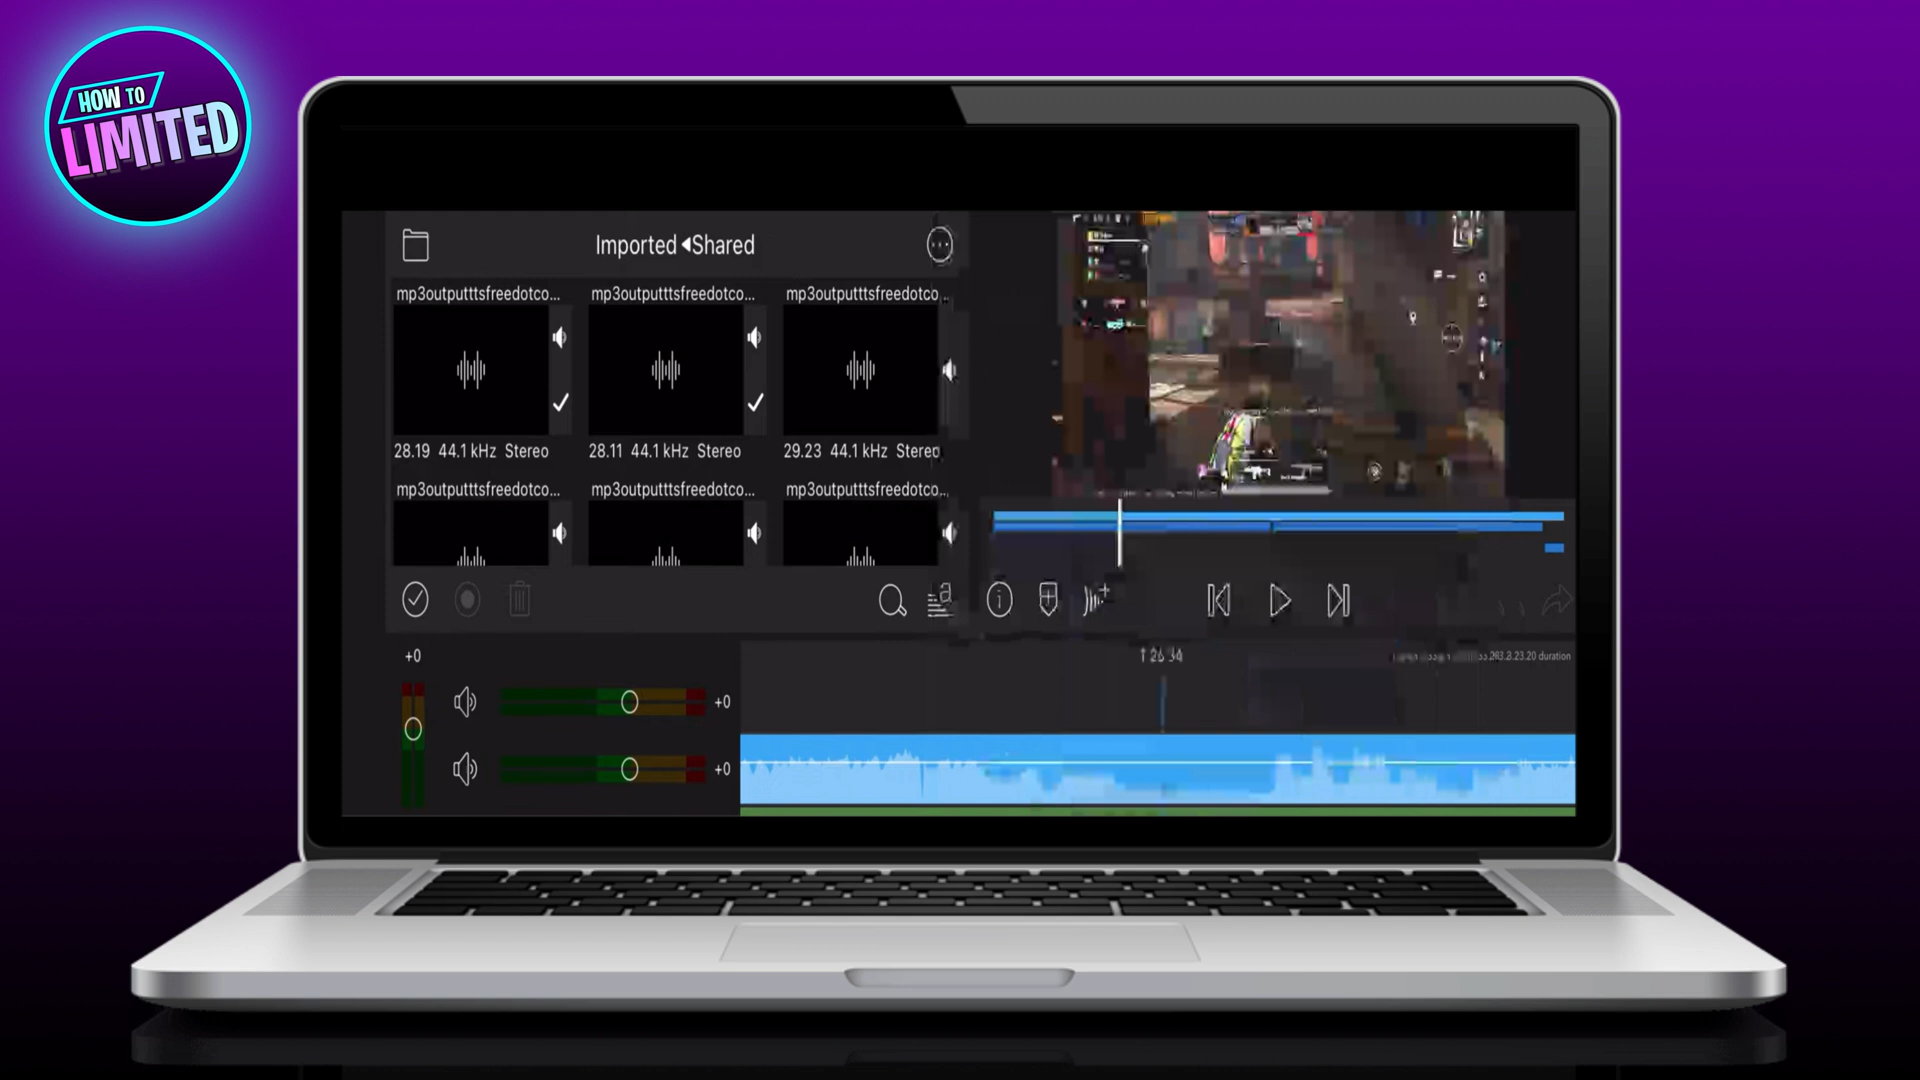 HOW TO
LIMITED
Imported Shared
mp3outputttsfreedotco... mp3outputttsfreedotco... mp3outputttsfreedotco...
28.19 44.1 kHz Stereo 28.11 44.1 kHz Stereo 29.23 44.1 kHz Stereo
mp3outputttsfreedotco... mp3outputttsfreedotco... mp3outputttsfreedotco...
+0
+0
+0
duration